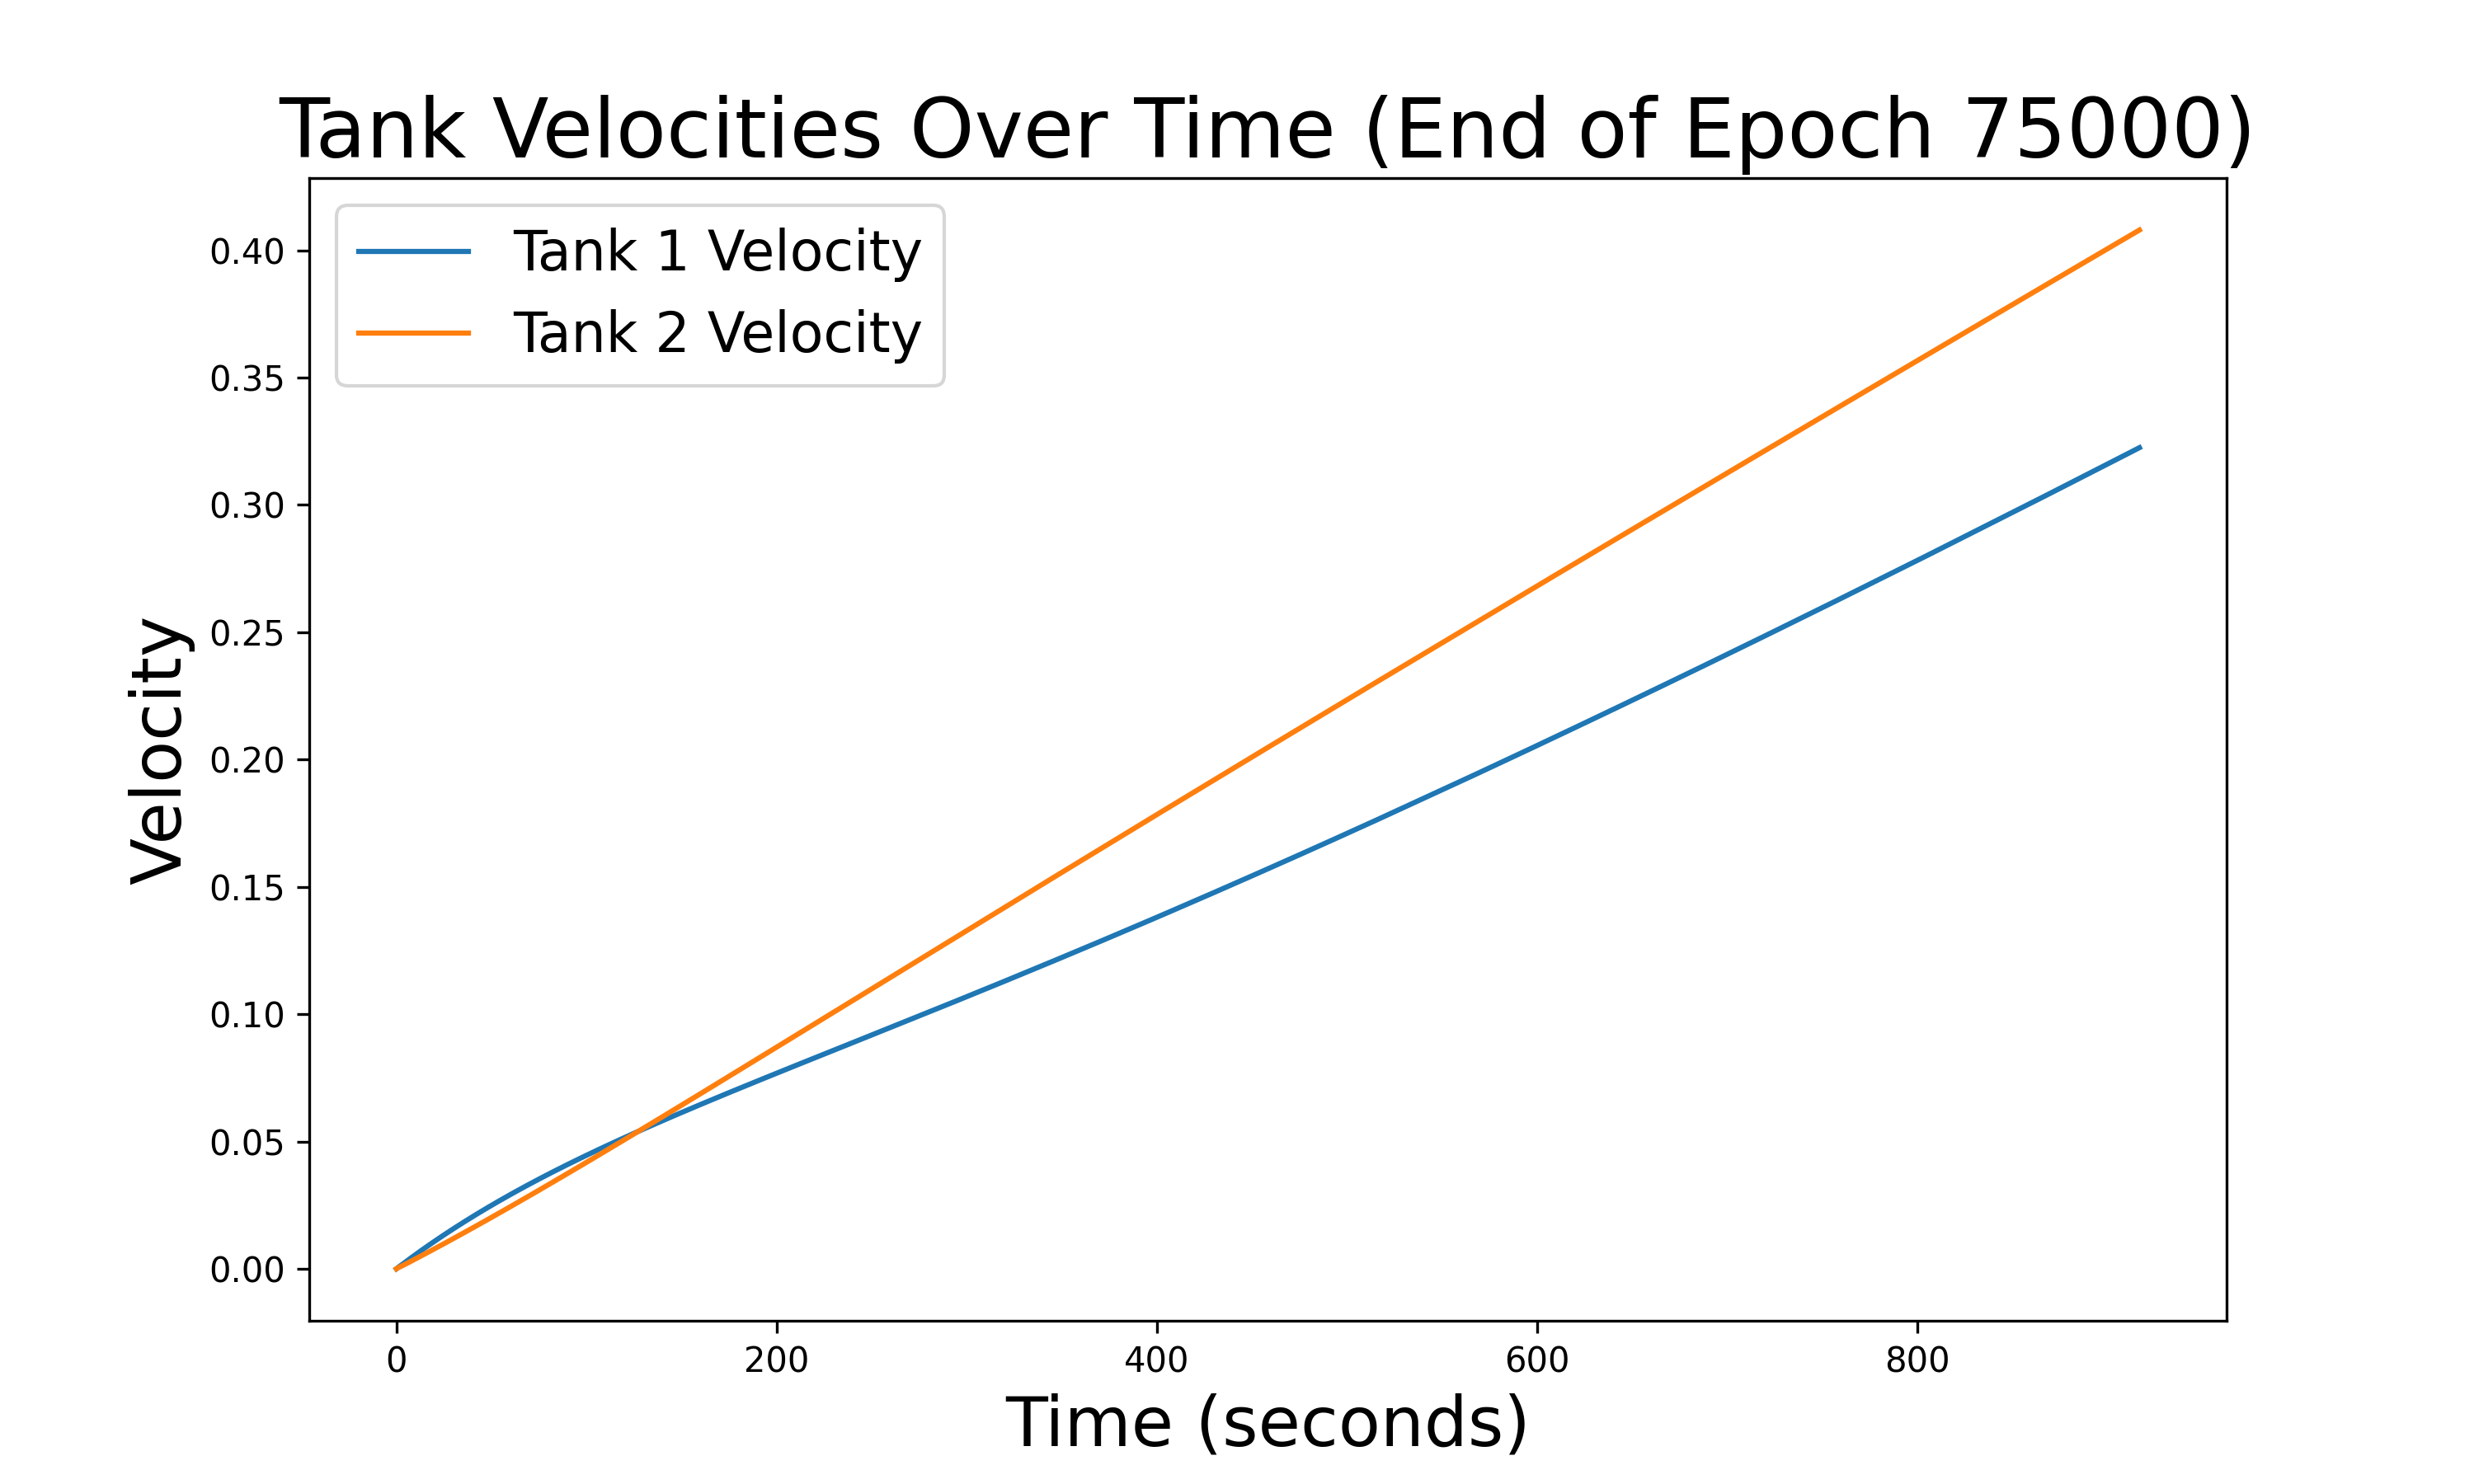 Tank Velocities Over Time (End of Epoch 75000)
Tank 1 Velocity
Tank 2 Velocity
Velocity
0.40
0.35
0.30
0.25
0.20
0.15
0.10
0.05
0.00
0 200 400 600 800
Time (seconds)